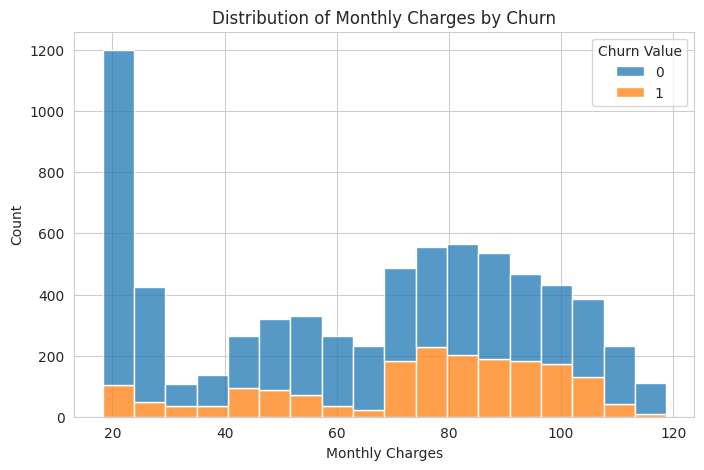 Distribution of Monthly Charges by Churn
Churn Value
0
1
1200
1000
800
600
400
200
0
Count
20 40 60 80 100 120
Monthly Charges